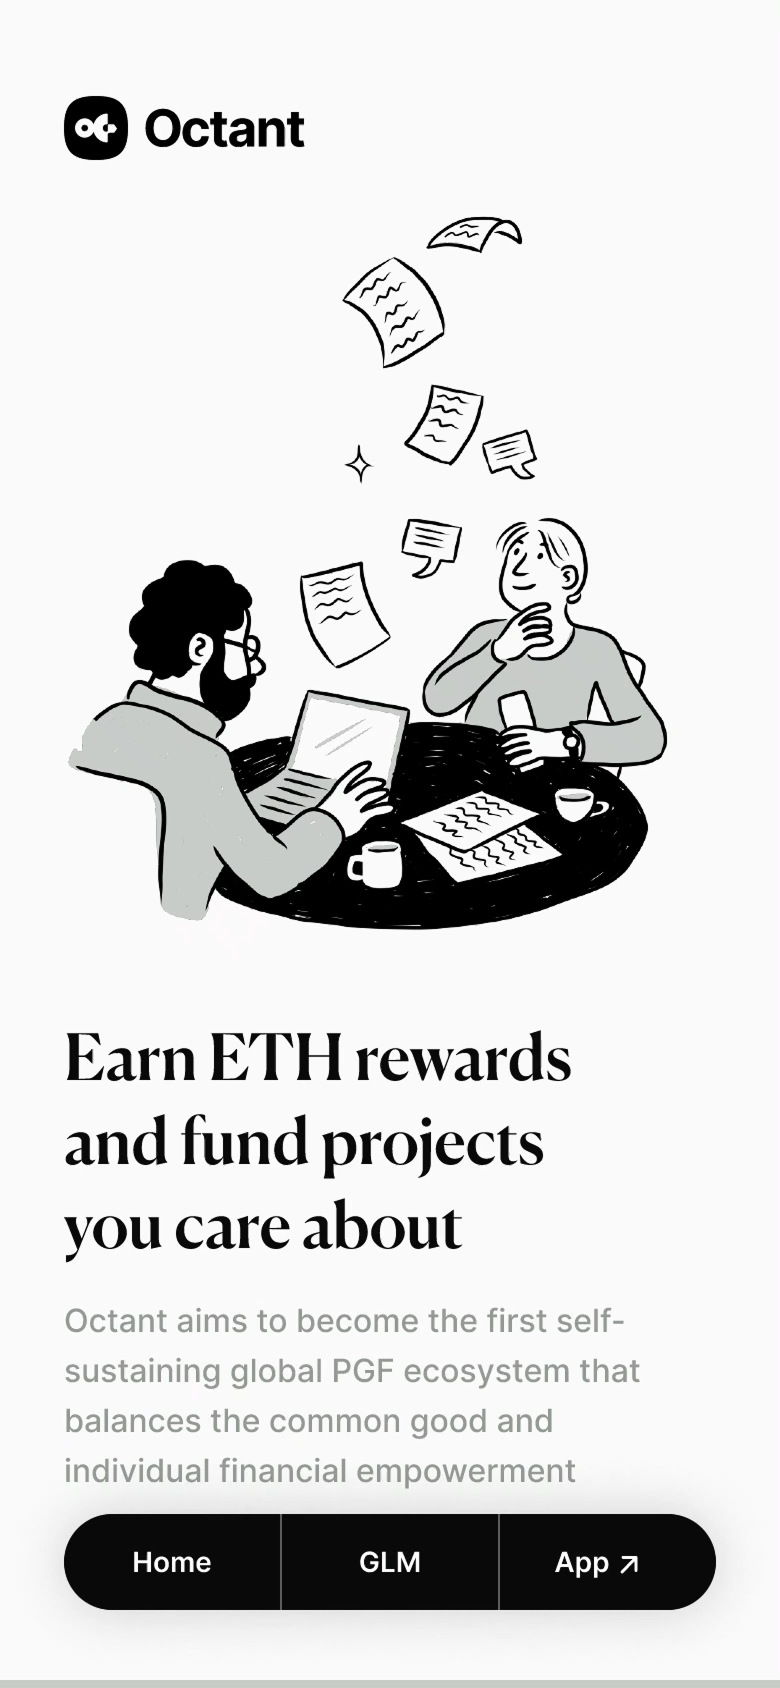 Octant
Earn ETH rewards
and fund projects
you care about
Octant aims to become the first self-
sustaining global PGF ecosystem that
balances the common good and
individual financial empowerment
Home
GLM
App ↗